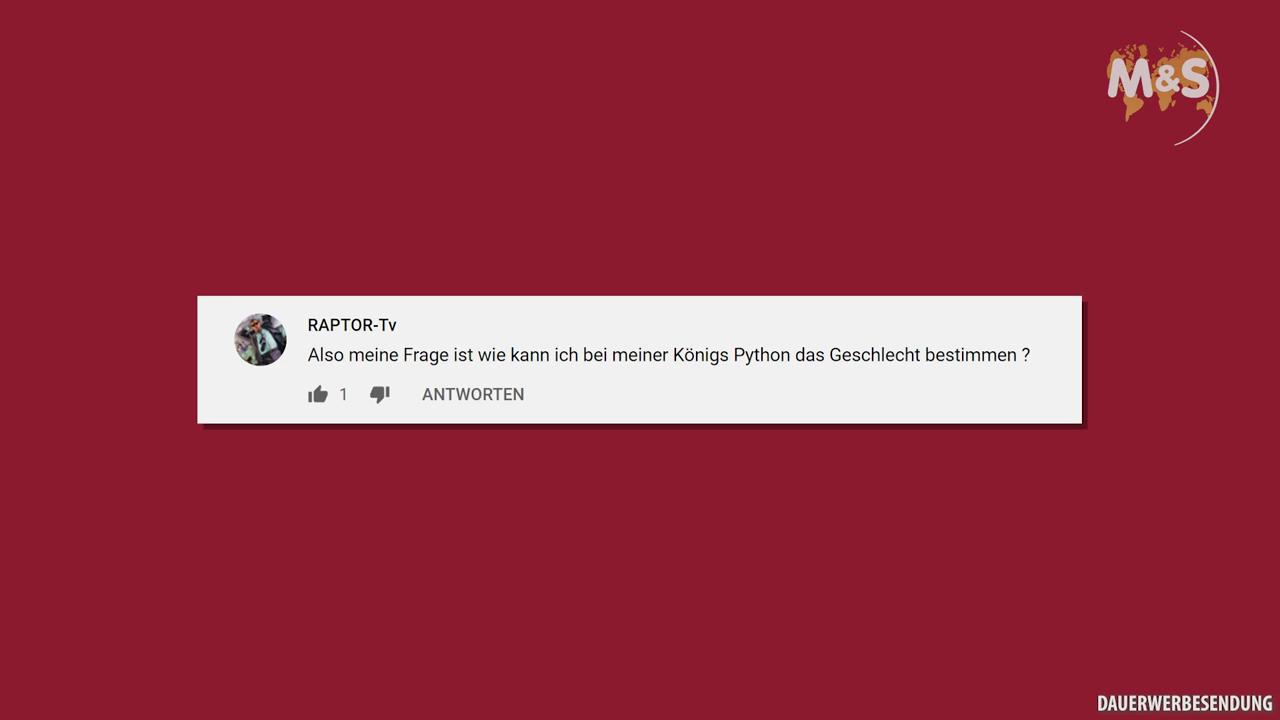 M&S
RAPTOR-Tv
Also meine Frage ist wie kann ich bei meiner Königs Python das Geschlecht bestimmen ?
1
ANTWORTEN
DAUERWERBESENDUNG